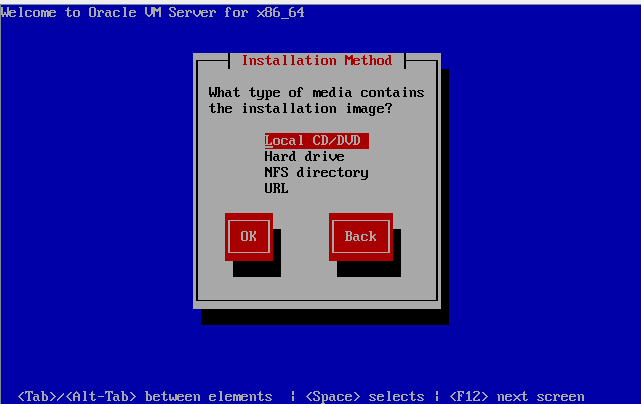 Welcome to Oracle VM Server for x86_64
Installation Method
What type of media contains
the installation image?
Local CD/DVD
Hard drive
NFS directory
URL
OK
Back
<Tab>/<Alt-Tab> between elements | <Space> selects | <F12> next screen